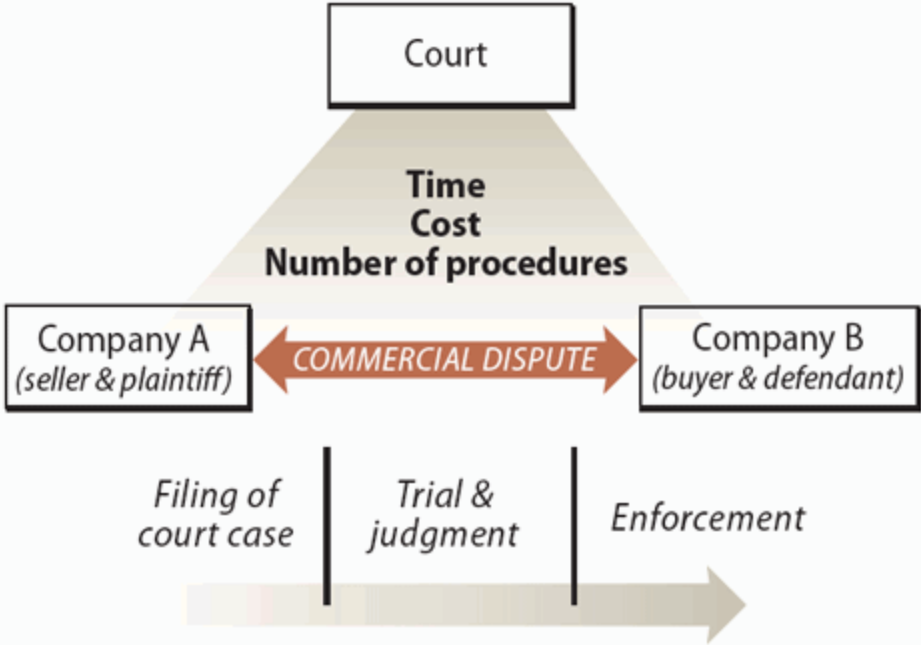 Court
Time
Cost
Number of procedures
Company A
(seller & plaintiff)
COMMERCIAL DISPUTE
Company B
(buyer & defendant)
Filing of
court case
Trial &
judgment
Enforcement